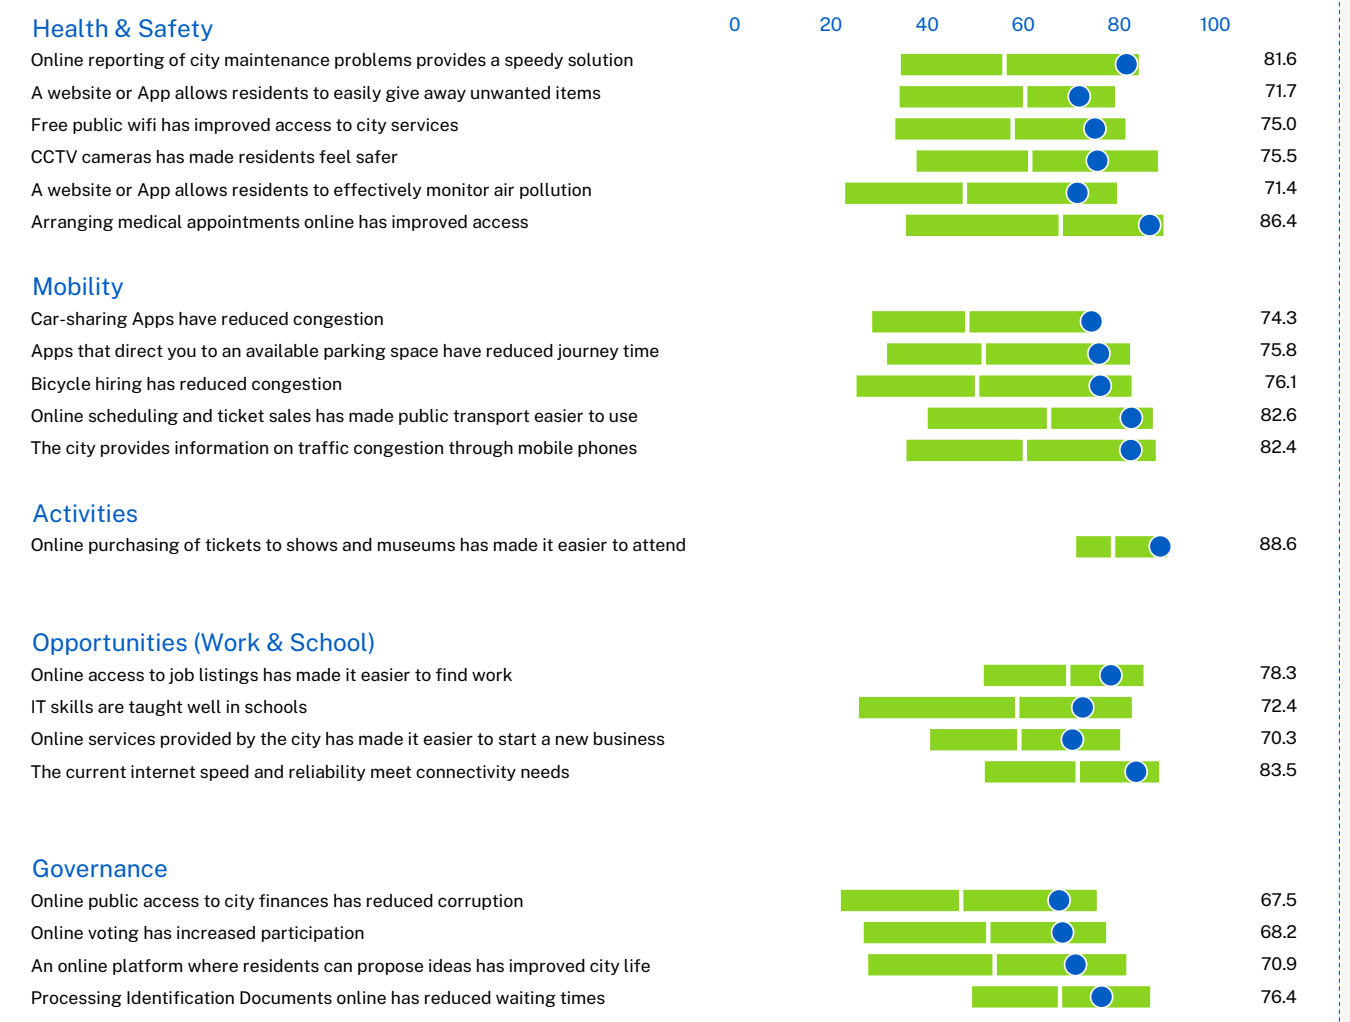 Health & Safety 0 20 40 60 80 100
Online reporting of city maintenance problems provides a speedy solution 81.6
A website or App allows residents to easily give away unwanted items 71.7
Free public wifi has improved access to city services 75.0
CCTV cameras has made residents feel safer 75.5
A website or App allows residents to effectively monitor air pollution 71.4
Arranging medical appointments online has improved access 86.4
Mobility
Car-sharing Apps have reduced congestion 74.3
Apps that direct you to an available parking space have reduced journey time 75.8
Bicycle hiring has reduced congestion 76.1
Online scheduling and ticket sales has made public transport easier to use 82.6
The city provides information on traffic congestion through mobile phones 82.4
Activities
Online purchasing of tickets to shows and museums has made it easier to attend 88.6
Opportunities (Work & School)
Online access to job listings has made it easier to find work 78.3
IT skills are taught well in schools 72.4
Online services provided by the city has made it easier to start a new business 70.3
The current internet speed and reliability meet connectivity needs 83.5
Governance
Online public access to city finances has reduced corruption 67.5
Online voting has increased participation 68.2
An online platform where residents can propose ideas has improved city life 70.9
Processing Identification Documents online has reduced waiting times 76.4